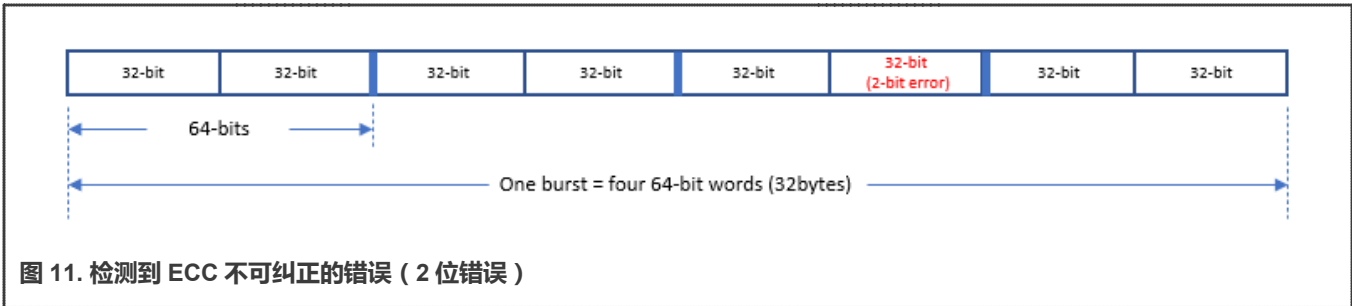 32-bit 32-bit 32-bit 32-bit 32-bit 32-bit 32-bit 32-bit
(2-bit error)
64-bits
One burst = four 64-bit words (32bytes)
图 11. 检测到 ECC 不可纠正的错误（2 位错误）